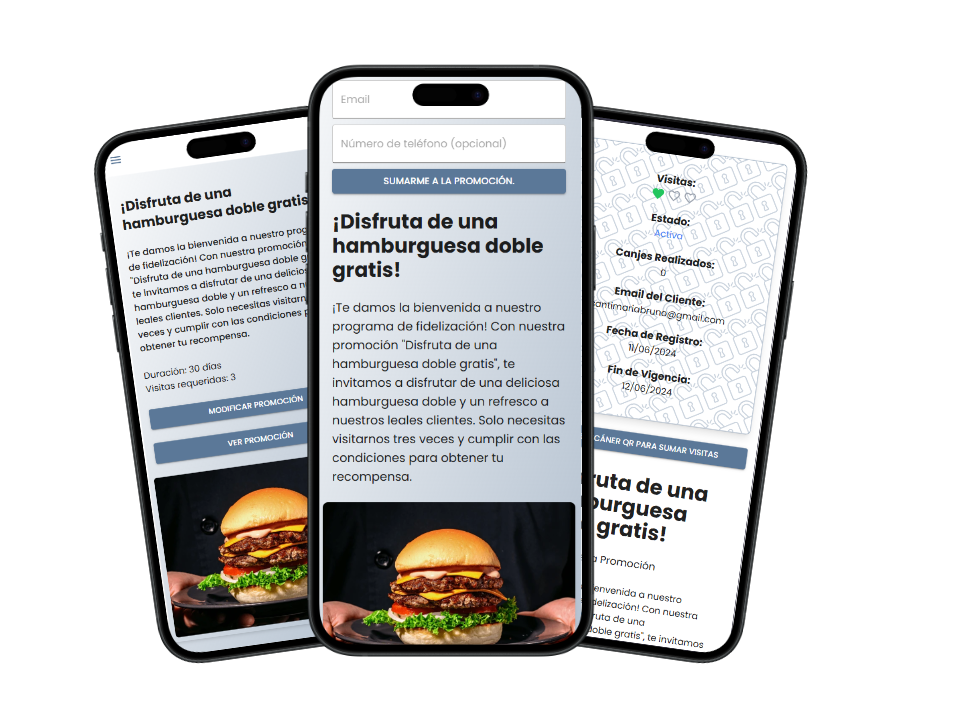 ¡Disfruta de una
hamburguesa doble gratis
¡Te damos la bienvenida a nuestro
de fidelización! Con nuestra promoción
"Disfruta de una hamburguesa doble
te invitamos a disfrutar de una
hamburguesa doble y un refresco a
leales clientes. Solo necesitas
veces y cumplir con las condiciones
obtener tu recompensa.
Duración: 30 días
Visitas requeridas: 3
MODIFICAR PROMOCIÓN
VER PROMOCIÓN
Email
Número de teléfono (opcional)
SUMARME A LA PROMOCIÓN.
¡Disfruta de una
hamburguesa doble
gratis!
¡Te damos la bienvenida a nuestro
programa de fidelización! Con nuestra
promoción "Disfruta de una
hamburguesa doble gratis", te
invitamos a disfrutar de una deliciosa
hamburguesa doble y un refresco a
nuestros leales clientes. Solo necesitas
visitarnos tres veces y cumplir con las
condiciones para obtener tu
recompensa.
Visitas:
Estado:
Activa
Canjes Realizados:
0
Email del Cliente:
santimariabruna@gmail.com
Fecha de Registro:
11/06/2024
Fin de Vigencia:
12/06/2024
CÁNER QR PARA SUMAR VISITAS
ruta de una
burguesa
gratis!
a Promoción
envenida a nuestro
delización! Con nuestra
ruta de una
doble gratis", te invitamos